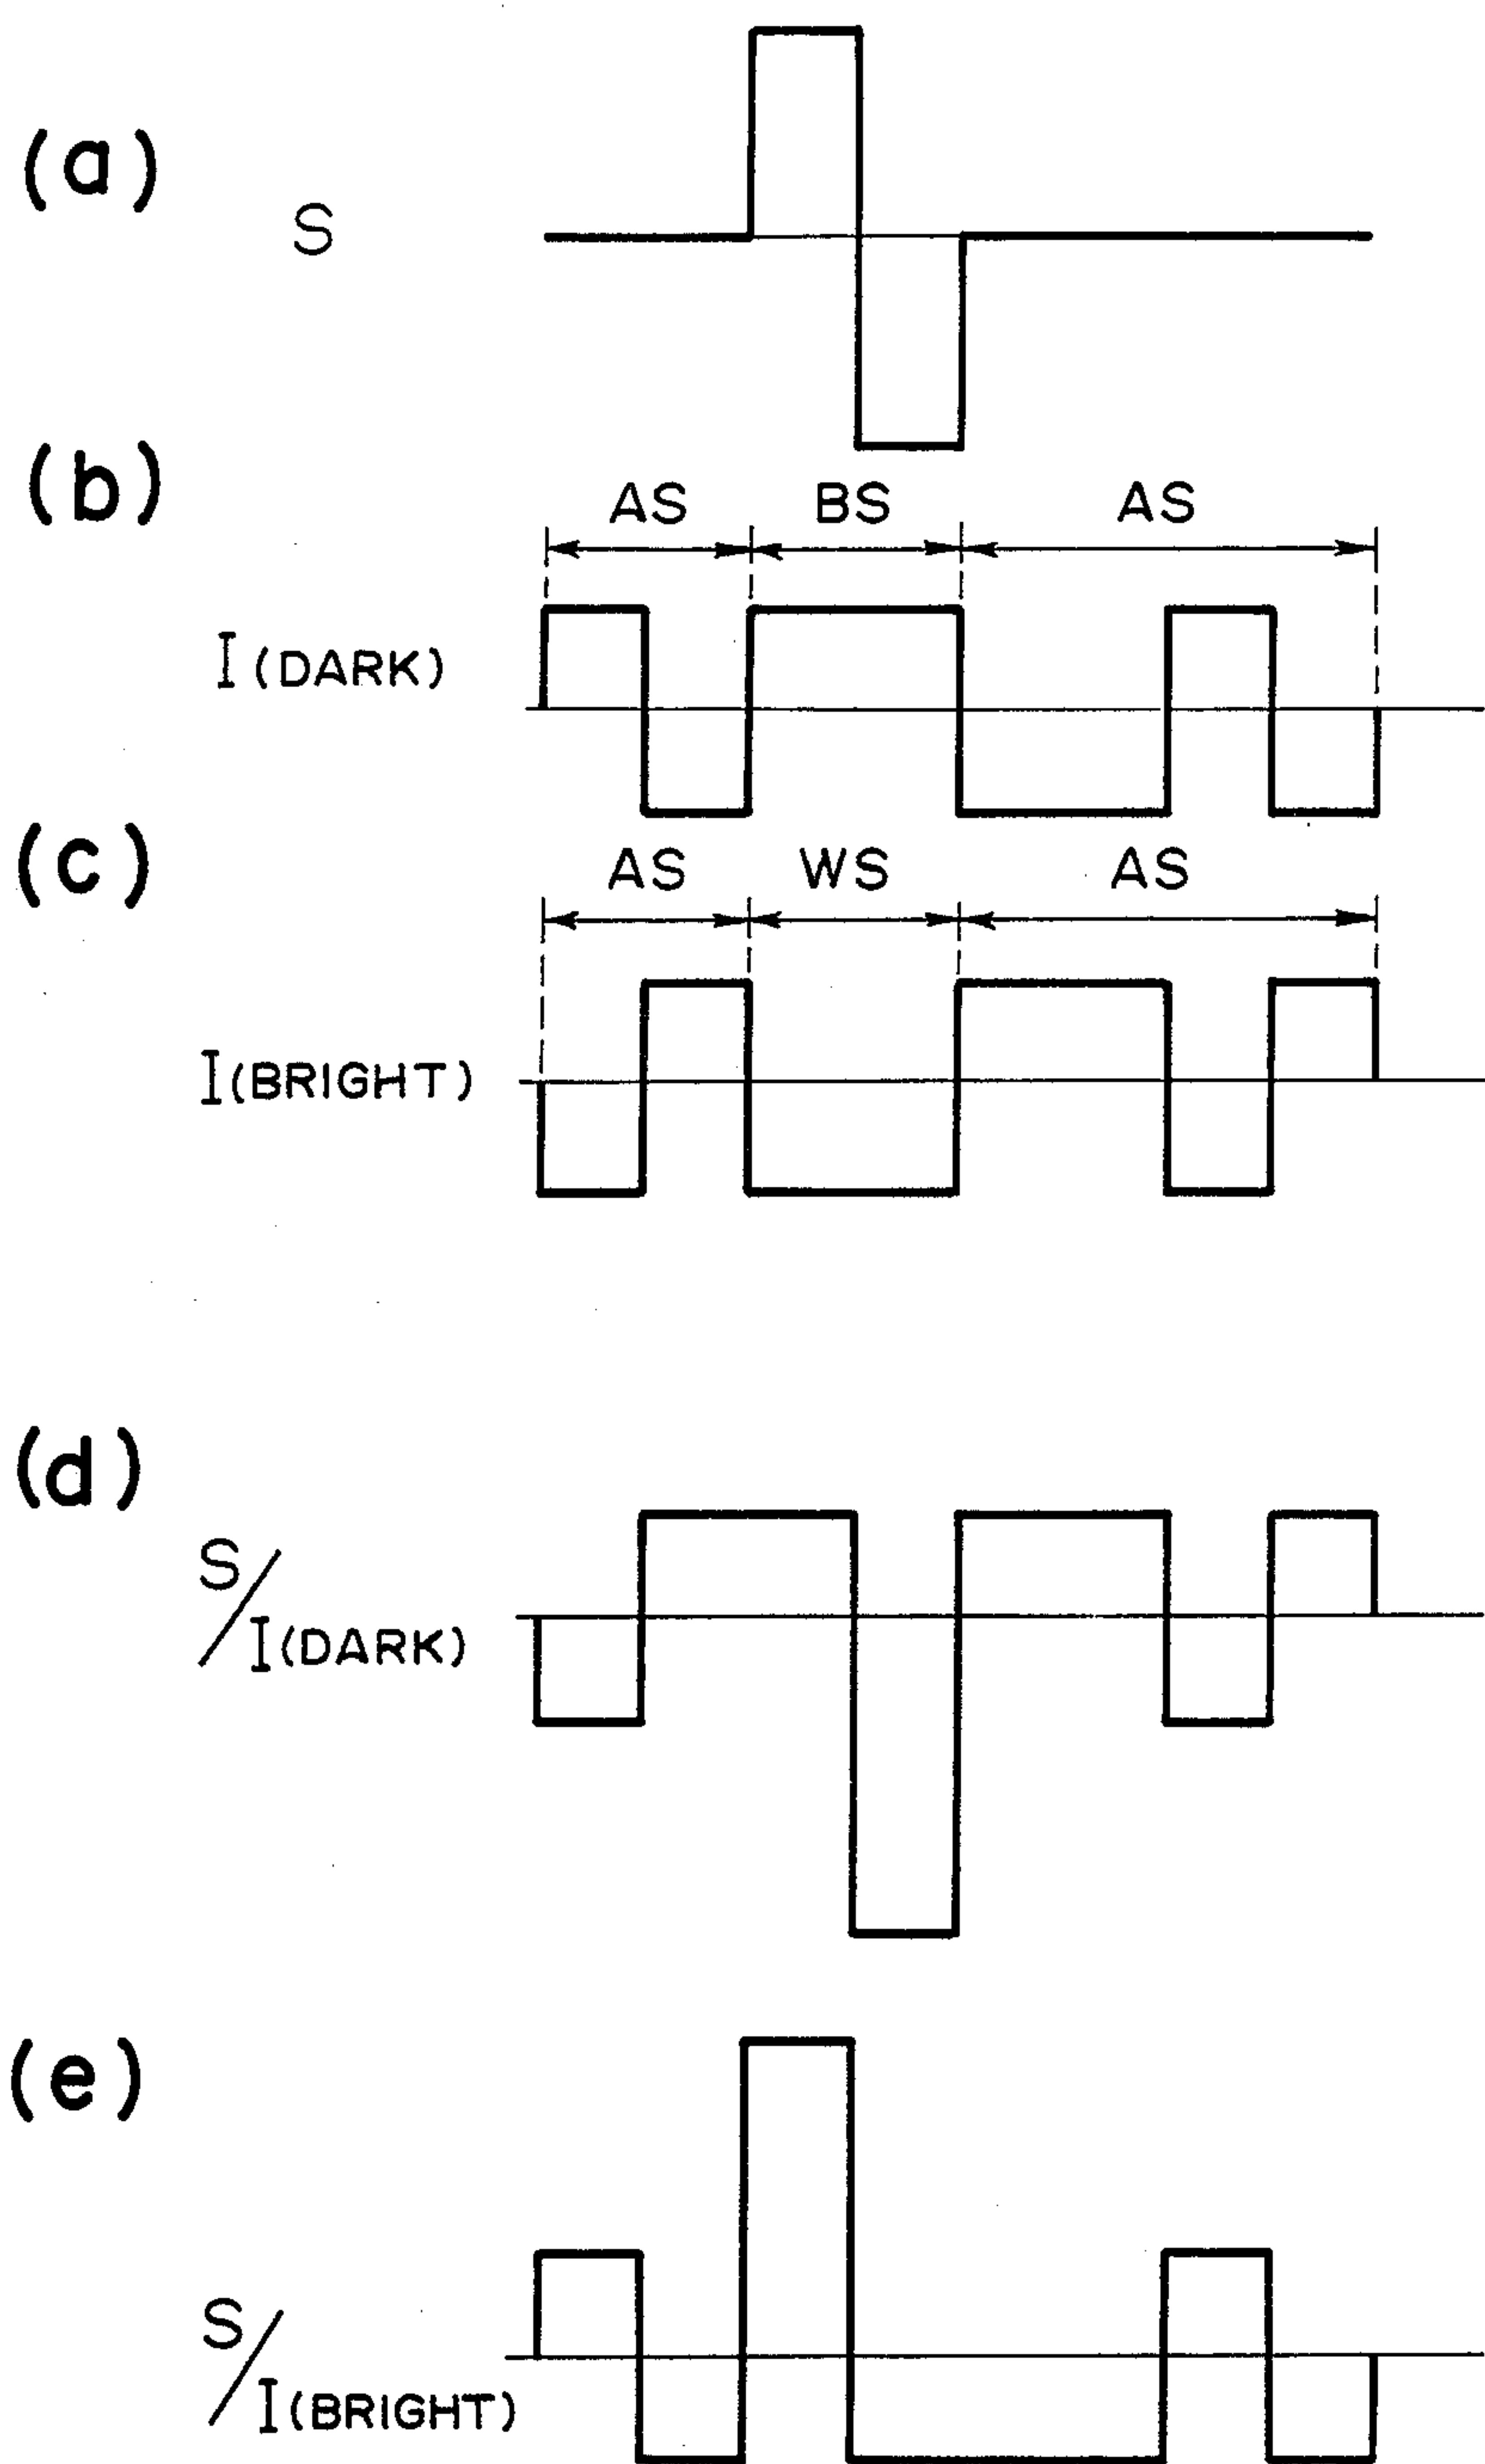 (a)
S
(b)
AS BS AS
I (DARK)
(c)
AS WS AS
I (BRIGHT)
(d)
S/I (DARK)
(e)
S/I (BRIGHT)